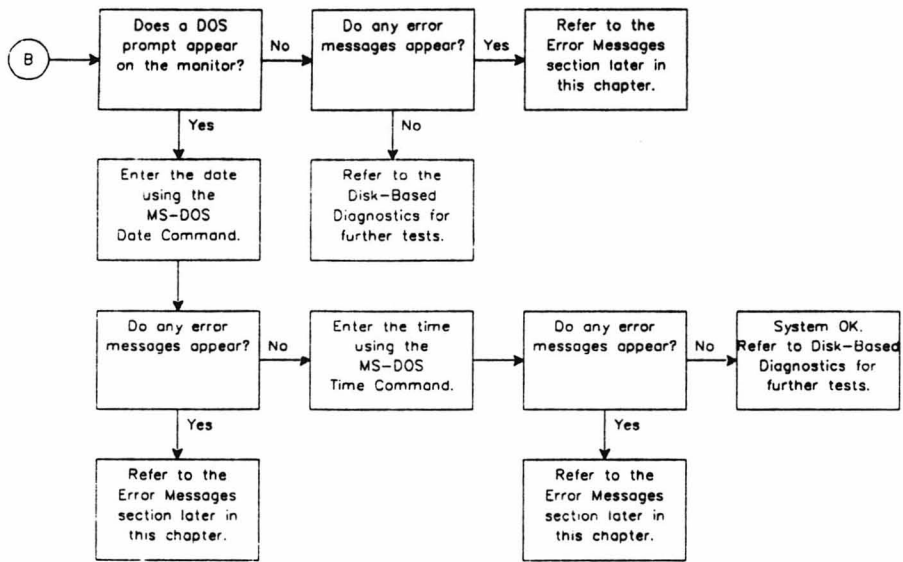 B
Does a DOS
prompt appear
on the monitor?
No
Do any error
messages appear?
Yes
Refer to the
Error Messages
section later in
this chapter.
Yes
No
Enter the date
using the
MS-DOS
Date Command.
Refer to the
Disk-Based
Diagnostics for
further tests.
Do any error
messages appear?
No
Enter the time
using the
MS-DOS
Time Command.
Do any error
messages appear?
No
System OK.
Refer to Disk-Based
Diagnostics for
further tests.
Yes
Yes
Refer to the
Error Messages
section later in
this chapter.
Refer to the
Error Messages
section later in
this chapter.